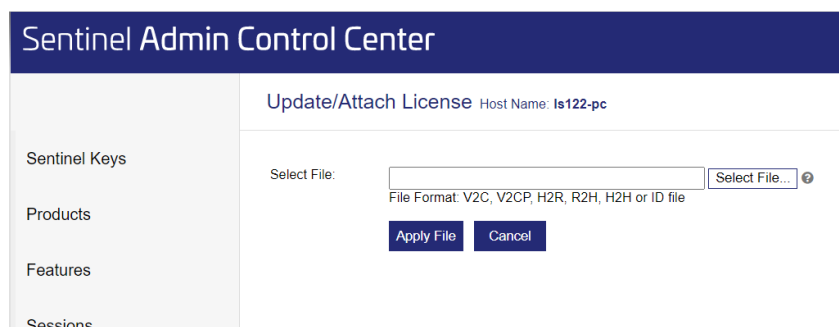 Sentinel Admin Control Center
Update/Attach License Host Name: ls122-pc
Sentinel Keys
Products
Features
Sessions
Select File:
Select File...
File Format: V2C, V2CP, H2R, R2H, H2H or ID file
Apply File
Cancel